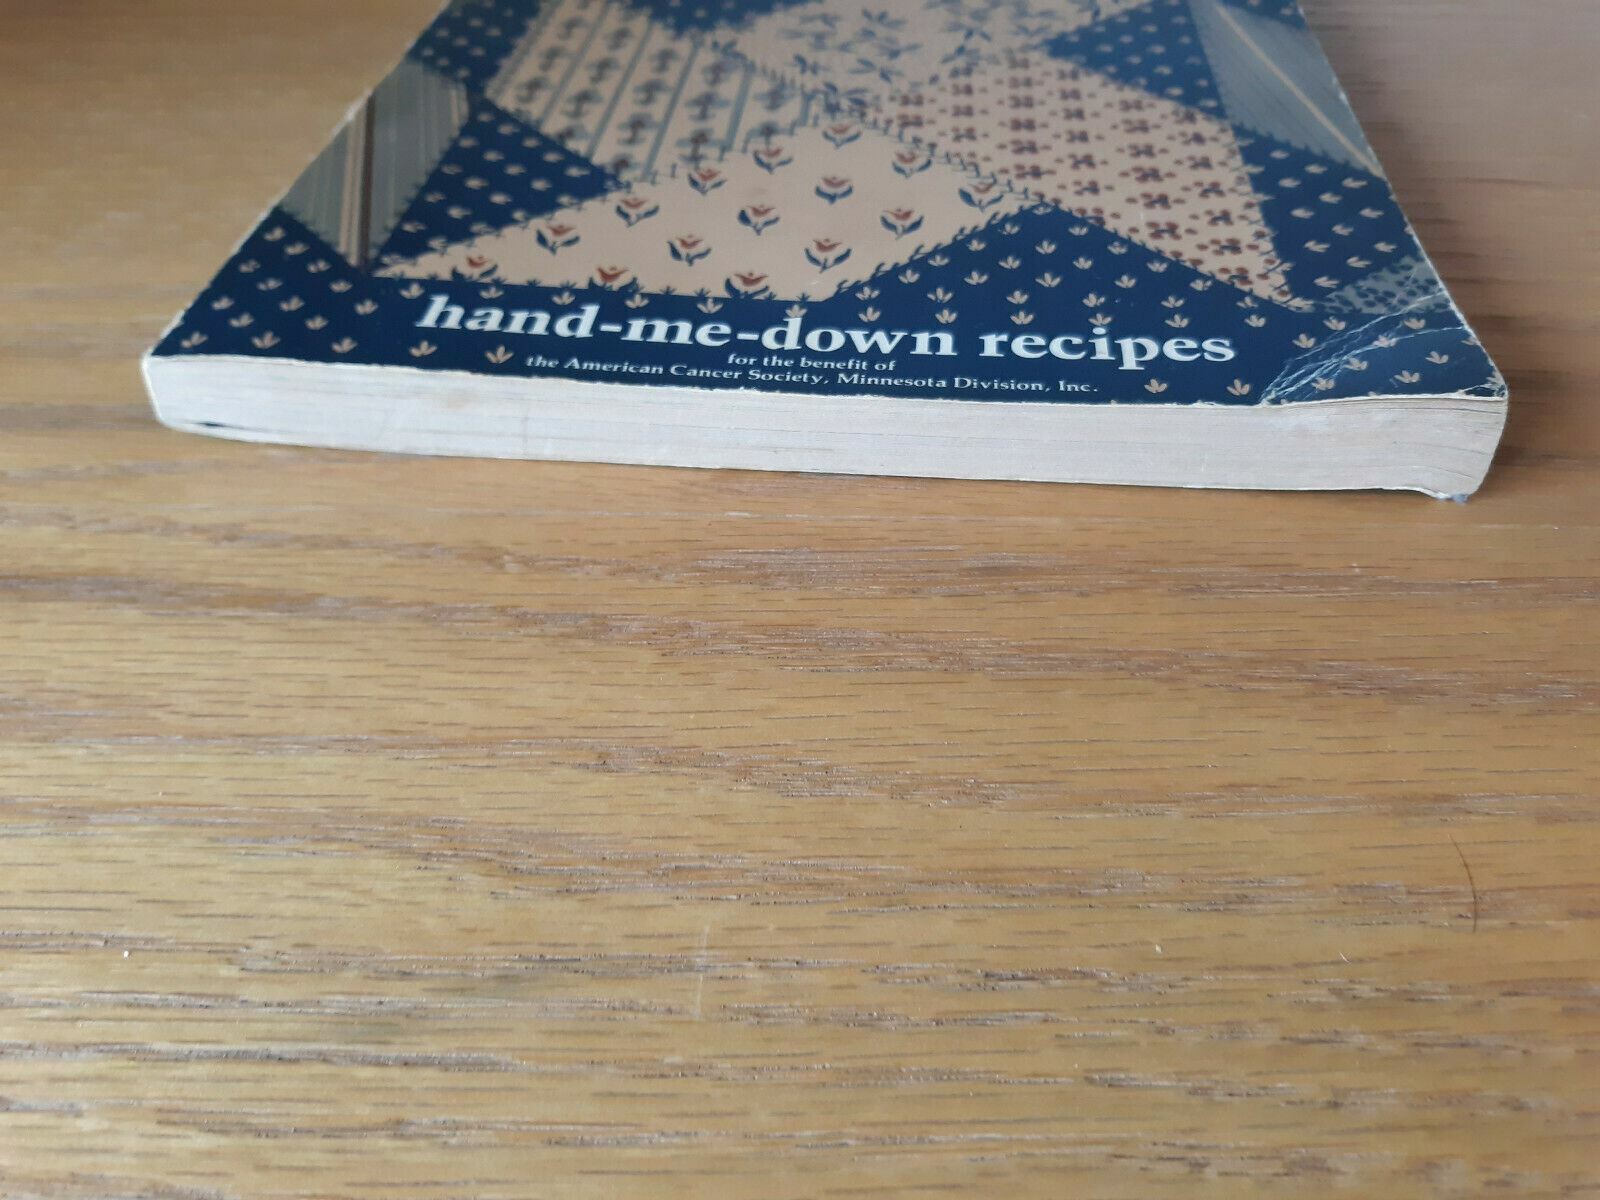 hand-me-down recipes
for the benefit of
the American Cancer Society, Minnesota Division, Inc.